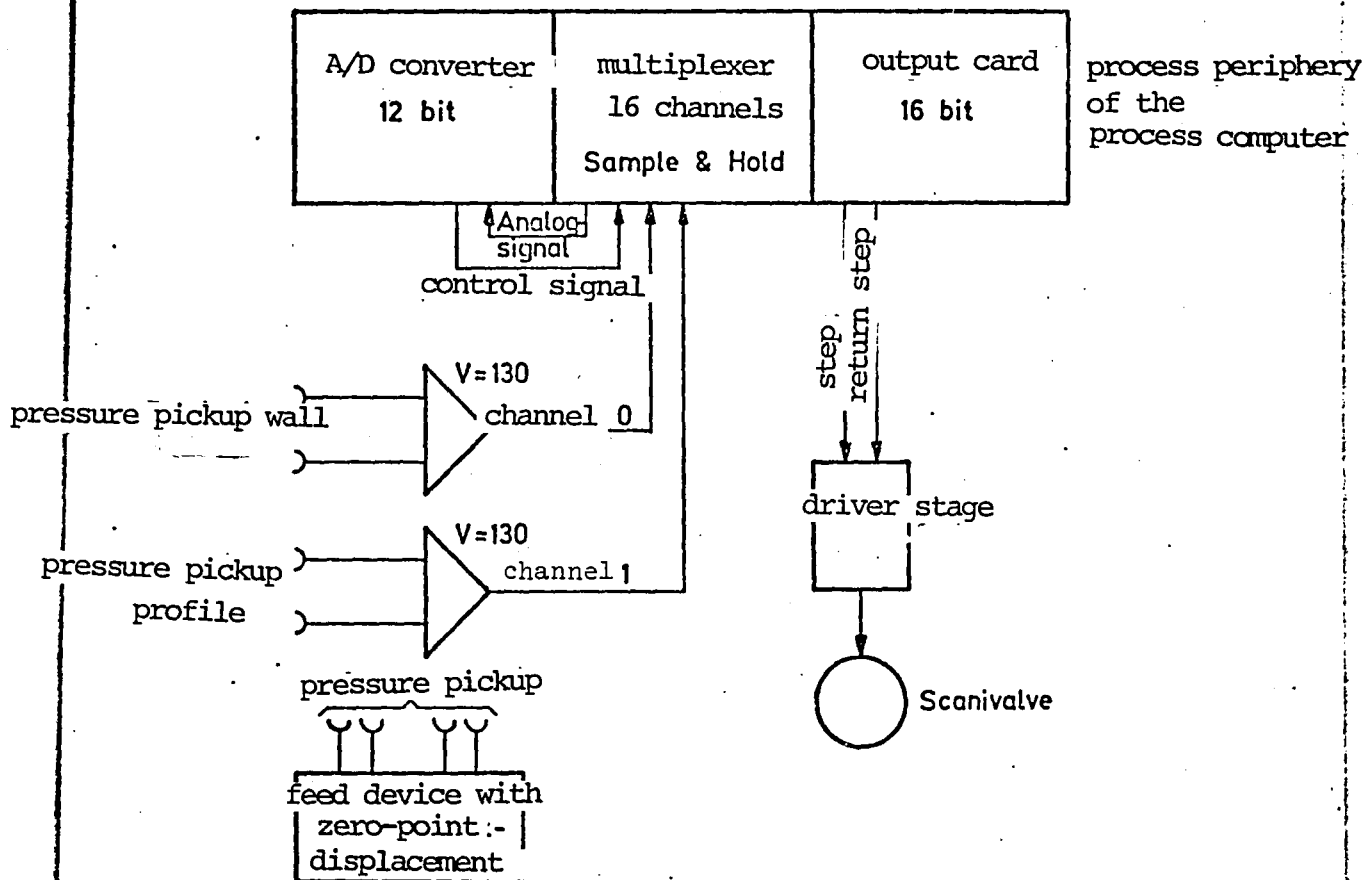 A/D converter
12 bit
multiplexer
16 channels
Sample & Hold
output card
16 bit
process periphery
of the
process computer
Analog-
signal
control signal
step
return step
V=130
pressure pickup wall
channel 0
V=130
pressure pickup
profile
channel 1
driver stage
Scanivalve
pressure pickup
feed device with
zero-point:-
displacement